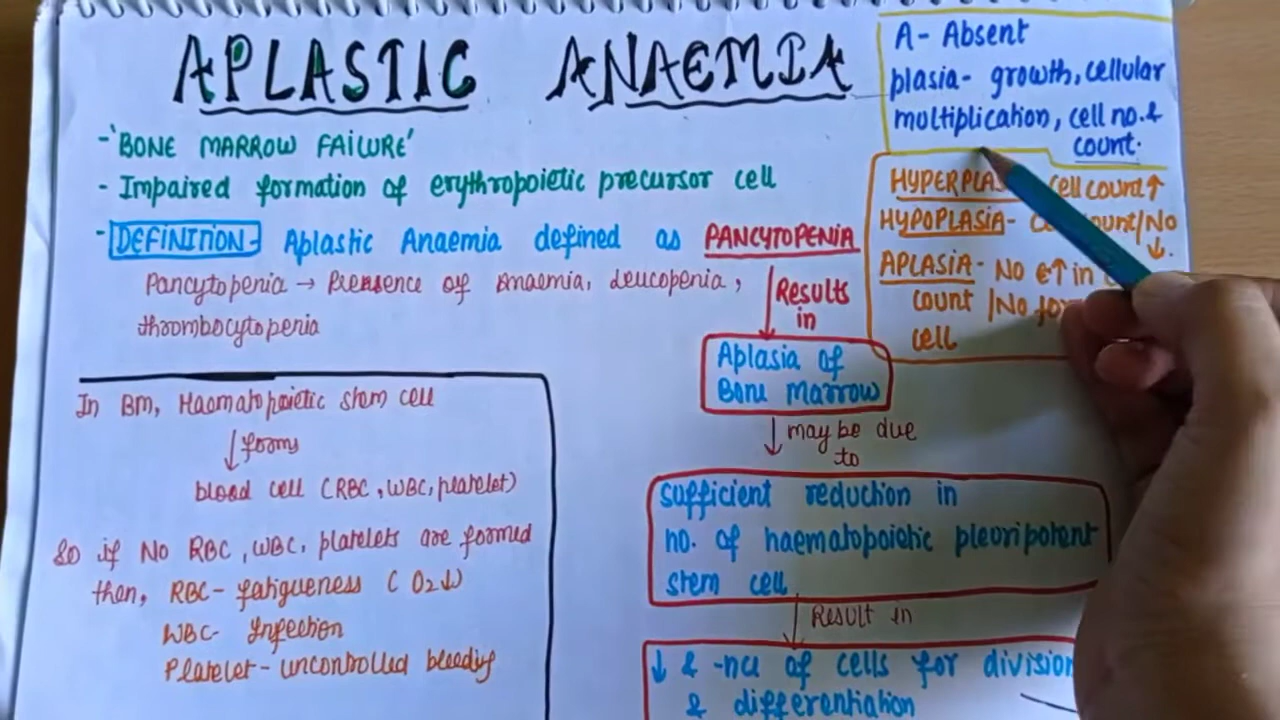 APLASTIC ANAEMIA
-'BONE MARROW FAILURE'
- Impaired formation of erythropoietic precursor cell
- DEFINITION- Aplastic Anaemia defined as PANCYTOPENIA
Pancytopenia → Presence of anaemia, leucopenia,
thrombocytopenia
Results
in
Aplasia of
Bone Marrow
may be due
to
sufficient reduction in
no. of haematopoietic pleuripotent
stem cell
Result in
↓ & -nce of cells for division
& differentiation
A- Absent
plasia- growth, cellular
multiplication, cell no. &
count.
HYPERPLAS cell count↑
HYPOPLASIA- ount/No
↓.
APLASIA- No ↑ in
count /No fo
cell
In BM, Haematopoietic stem cell
↓ forms
blood cell (RBC, WBC, platelet)
So if No RBC, WBC, platelets are formed
then, RBC- fatigueness ( O2↓)
WBC- Infection
Platelet- uncontrolled bleeding